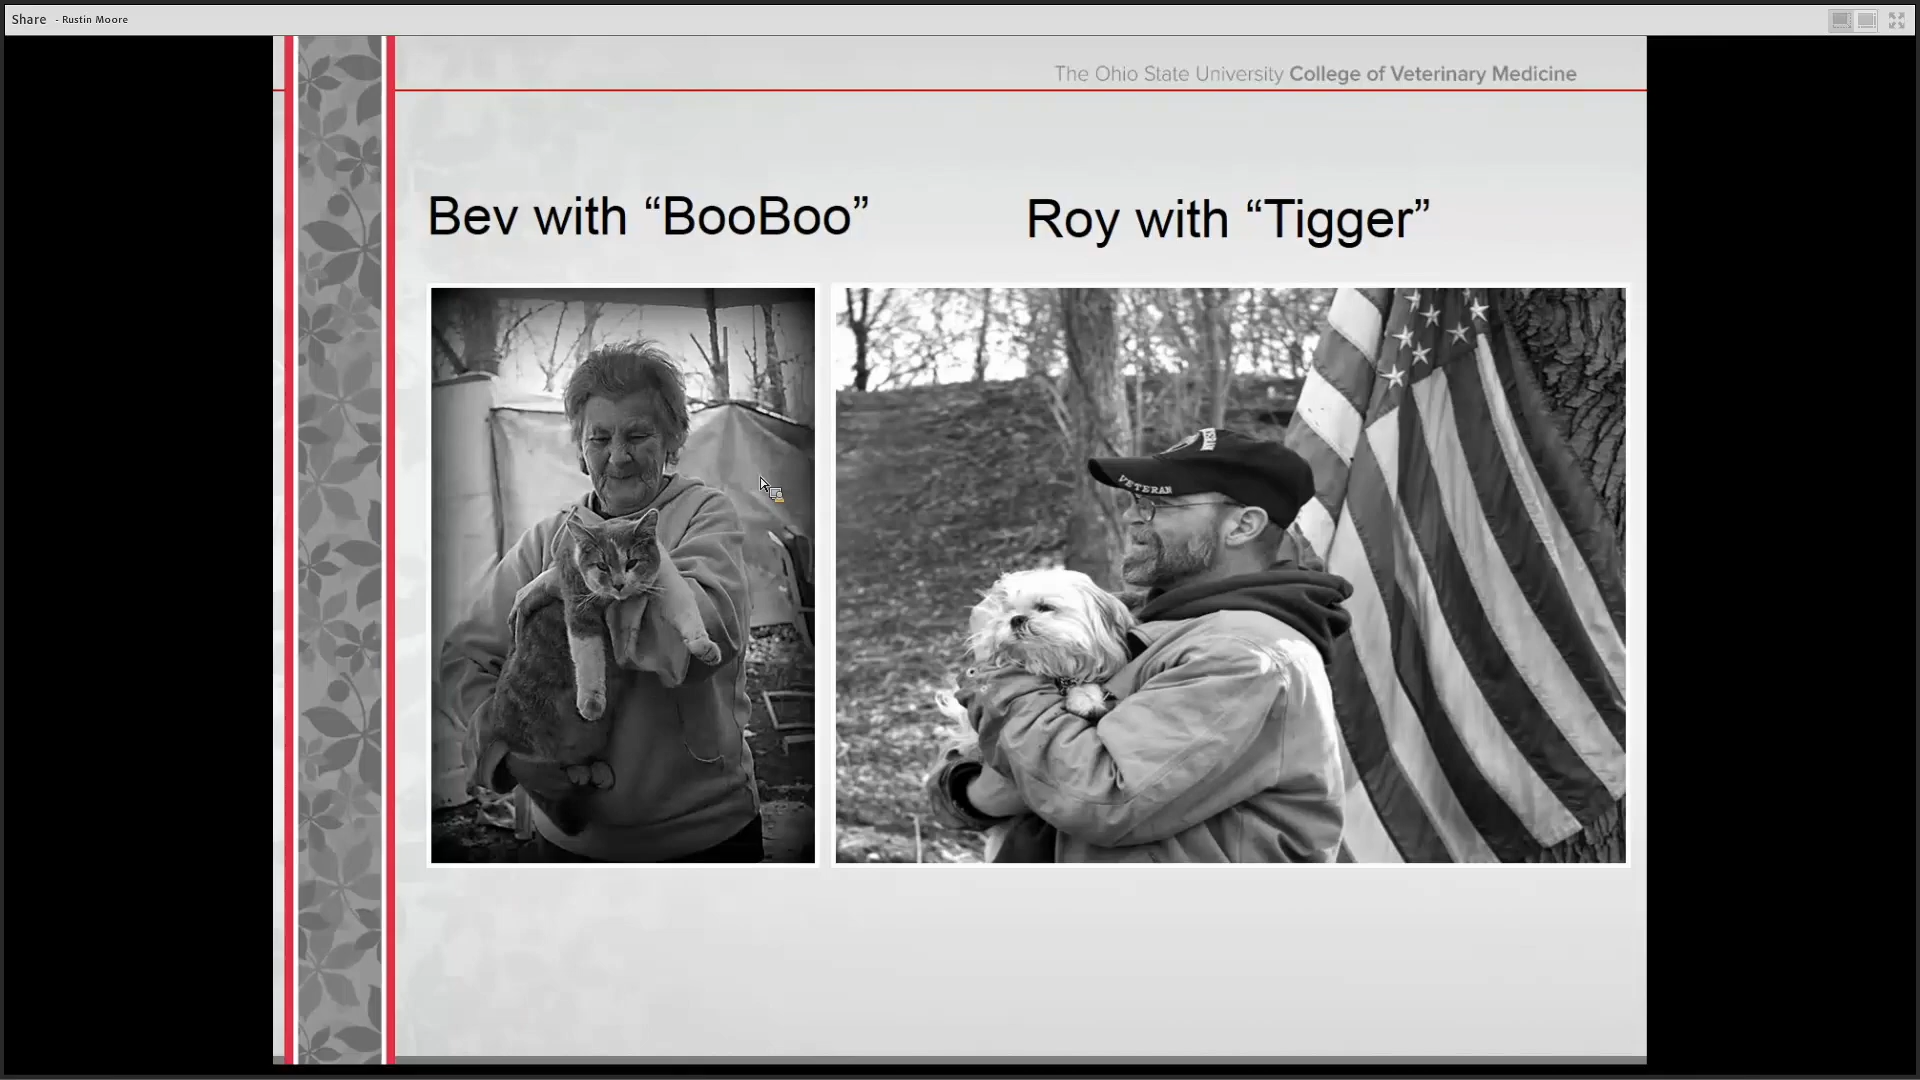 Share - Rustin Moore
The Ohio State University College of Veterinary Medicine
Bev with “BooBoo”
Roy with “Tigger”
VETERAN